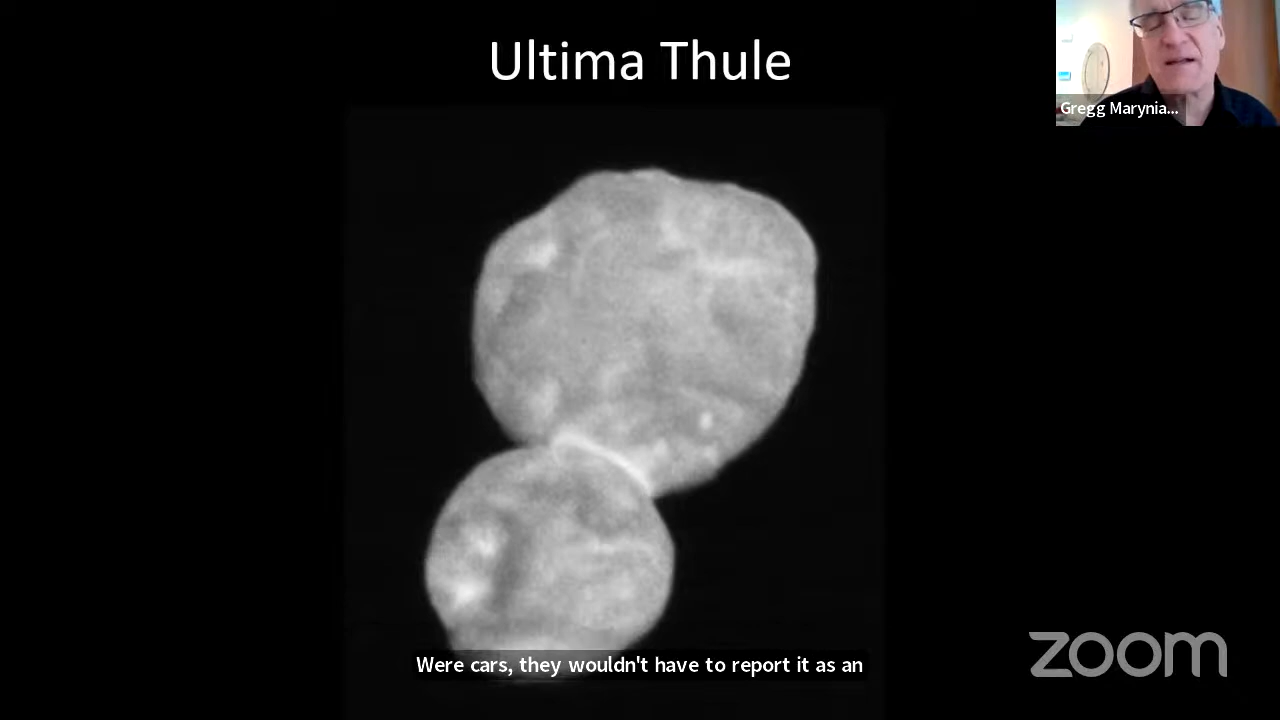 Ultima Thule
Gregg Marynia...
Were cars, they wouldn't have to report it as an
zoom